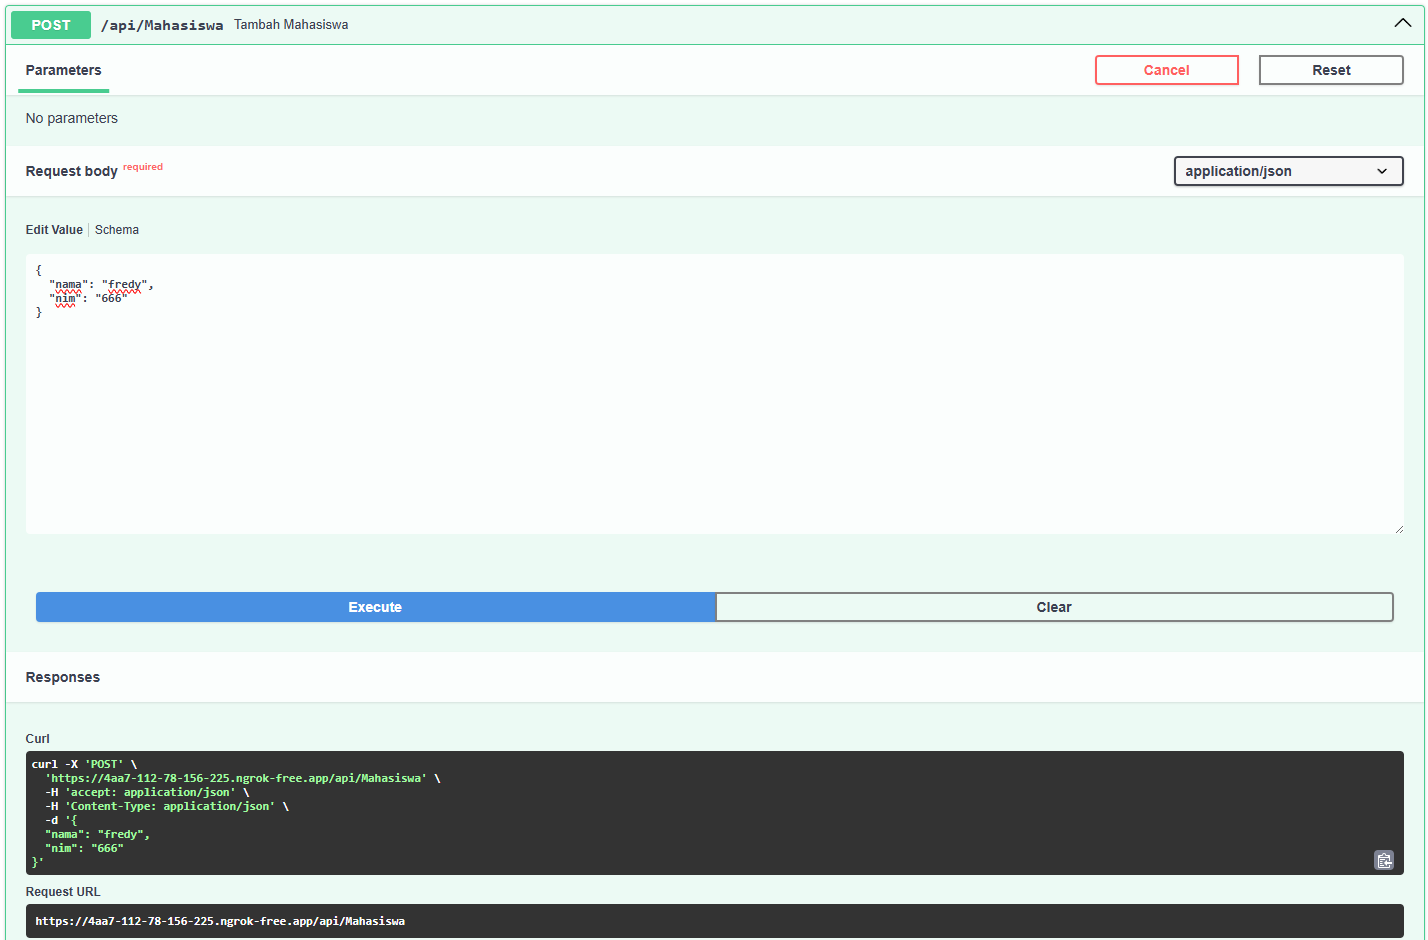 POST /api/Mahasiswa Tambah Mahasiswa
Parameters
Cancel
Reset
No parameters
Request body required
application/json
Edit Value | Schema
{
  "nama": "fredy",
  "nim": "666"
}
Execute
Clear
Responses
Curl
curl -X 'POST' \
  'https://4aa7-112-78-156-225.ngrok-free.app/api/Mahasiswa' \
  -H 'accept: application/json' \
  -H 'Content-Type: application/json' \
  -d '{
  "nama": "fredy",
  "nim": "666"
}'
Request URL
https://4aa7-112-78-156-225.ngrok-free.app/api/Mahasiswa